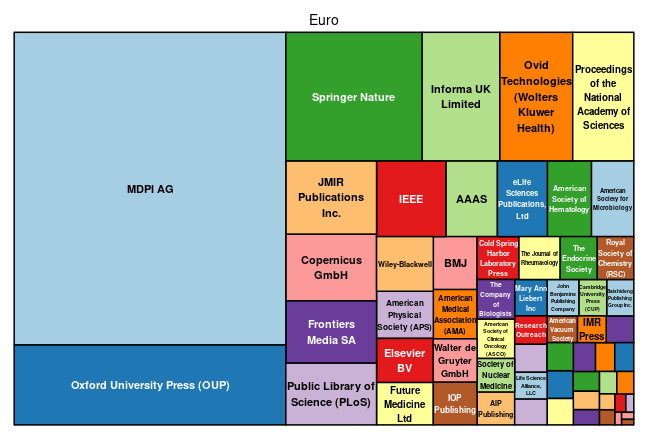 Euro
MDPI AG
Oxford University Press (OUP)
Springer Nature
Informa UK
Limited
Ovid
Technologies
(Wolters
Kluwer
Health)
Proceedings
of the
National
Academy of
Sciences
JMIR
Publications
Inc.
IEEE
AAAS
eLife
Sciences
Publications,
Ltd
American
Society of
Hematology
American
Society for
Microbiology
Copernicus
GmbH
Wiley-Blackwell
BMJ
Cold Spring
Harbor
Laboratory
Press
The Journal of
Rheumatology
The
Endocrine
Society
Royal
Society of
Chemistry
(RSC)
Frontiers
Media SA
American
Physical
Society (APS)
American
Medical
Association
(AMA)
The
Company
of
Biologists
Mary Ann
Liebert
Inc
John
Benjamins
Publishing
Company
Cambridge
University
Press
(CUP)
Baishideng
Publishing
Group Inc.
American
Society of
Clinical
Oncology
(ASCO)
Research
Outreach
American
Vacuum
Society
IMR
Press
Public Library of
Science (PLoS)
Elsevier
BV
Walter de
Gruyter
GmbH
Society of
Nuclear
Medicine
Life Science
Alliance,
LLC
Future
Medicine
Ltd
IOP
Publishing
AIP
Publishing